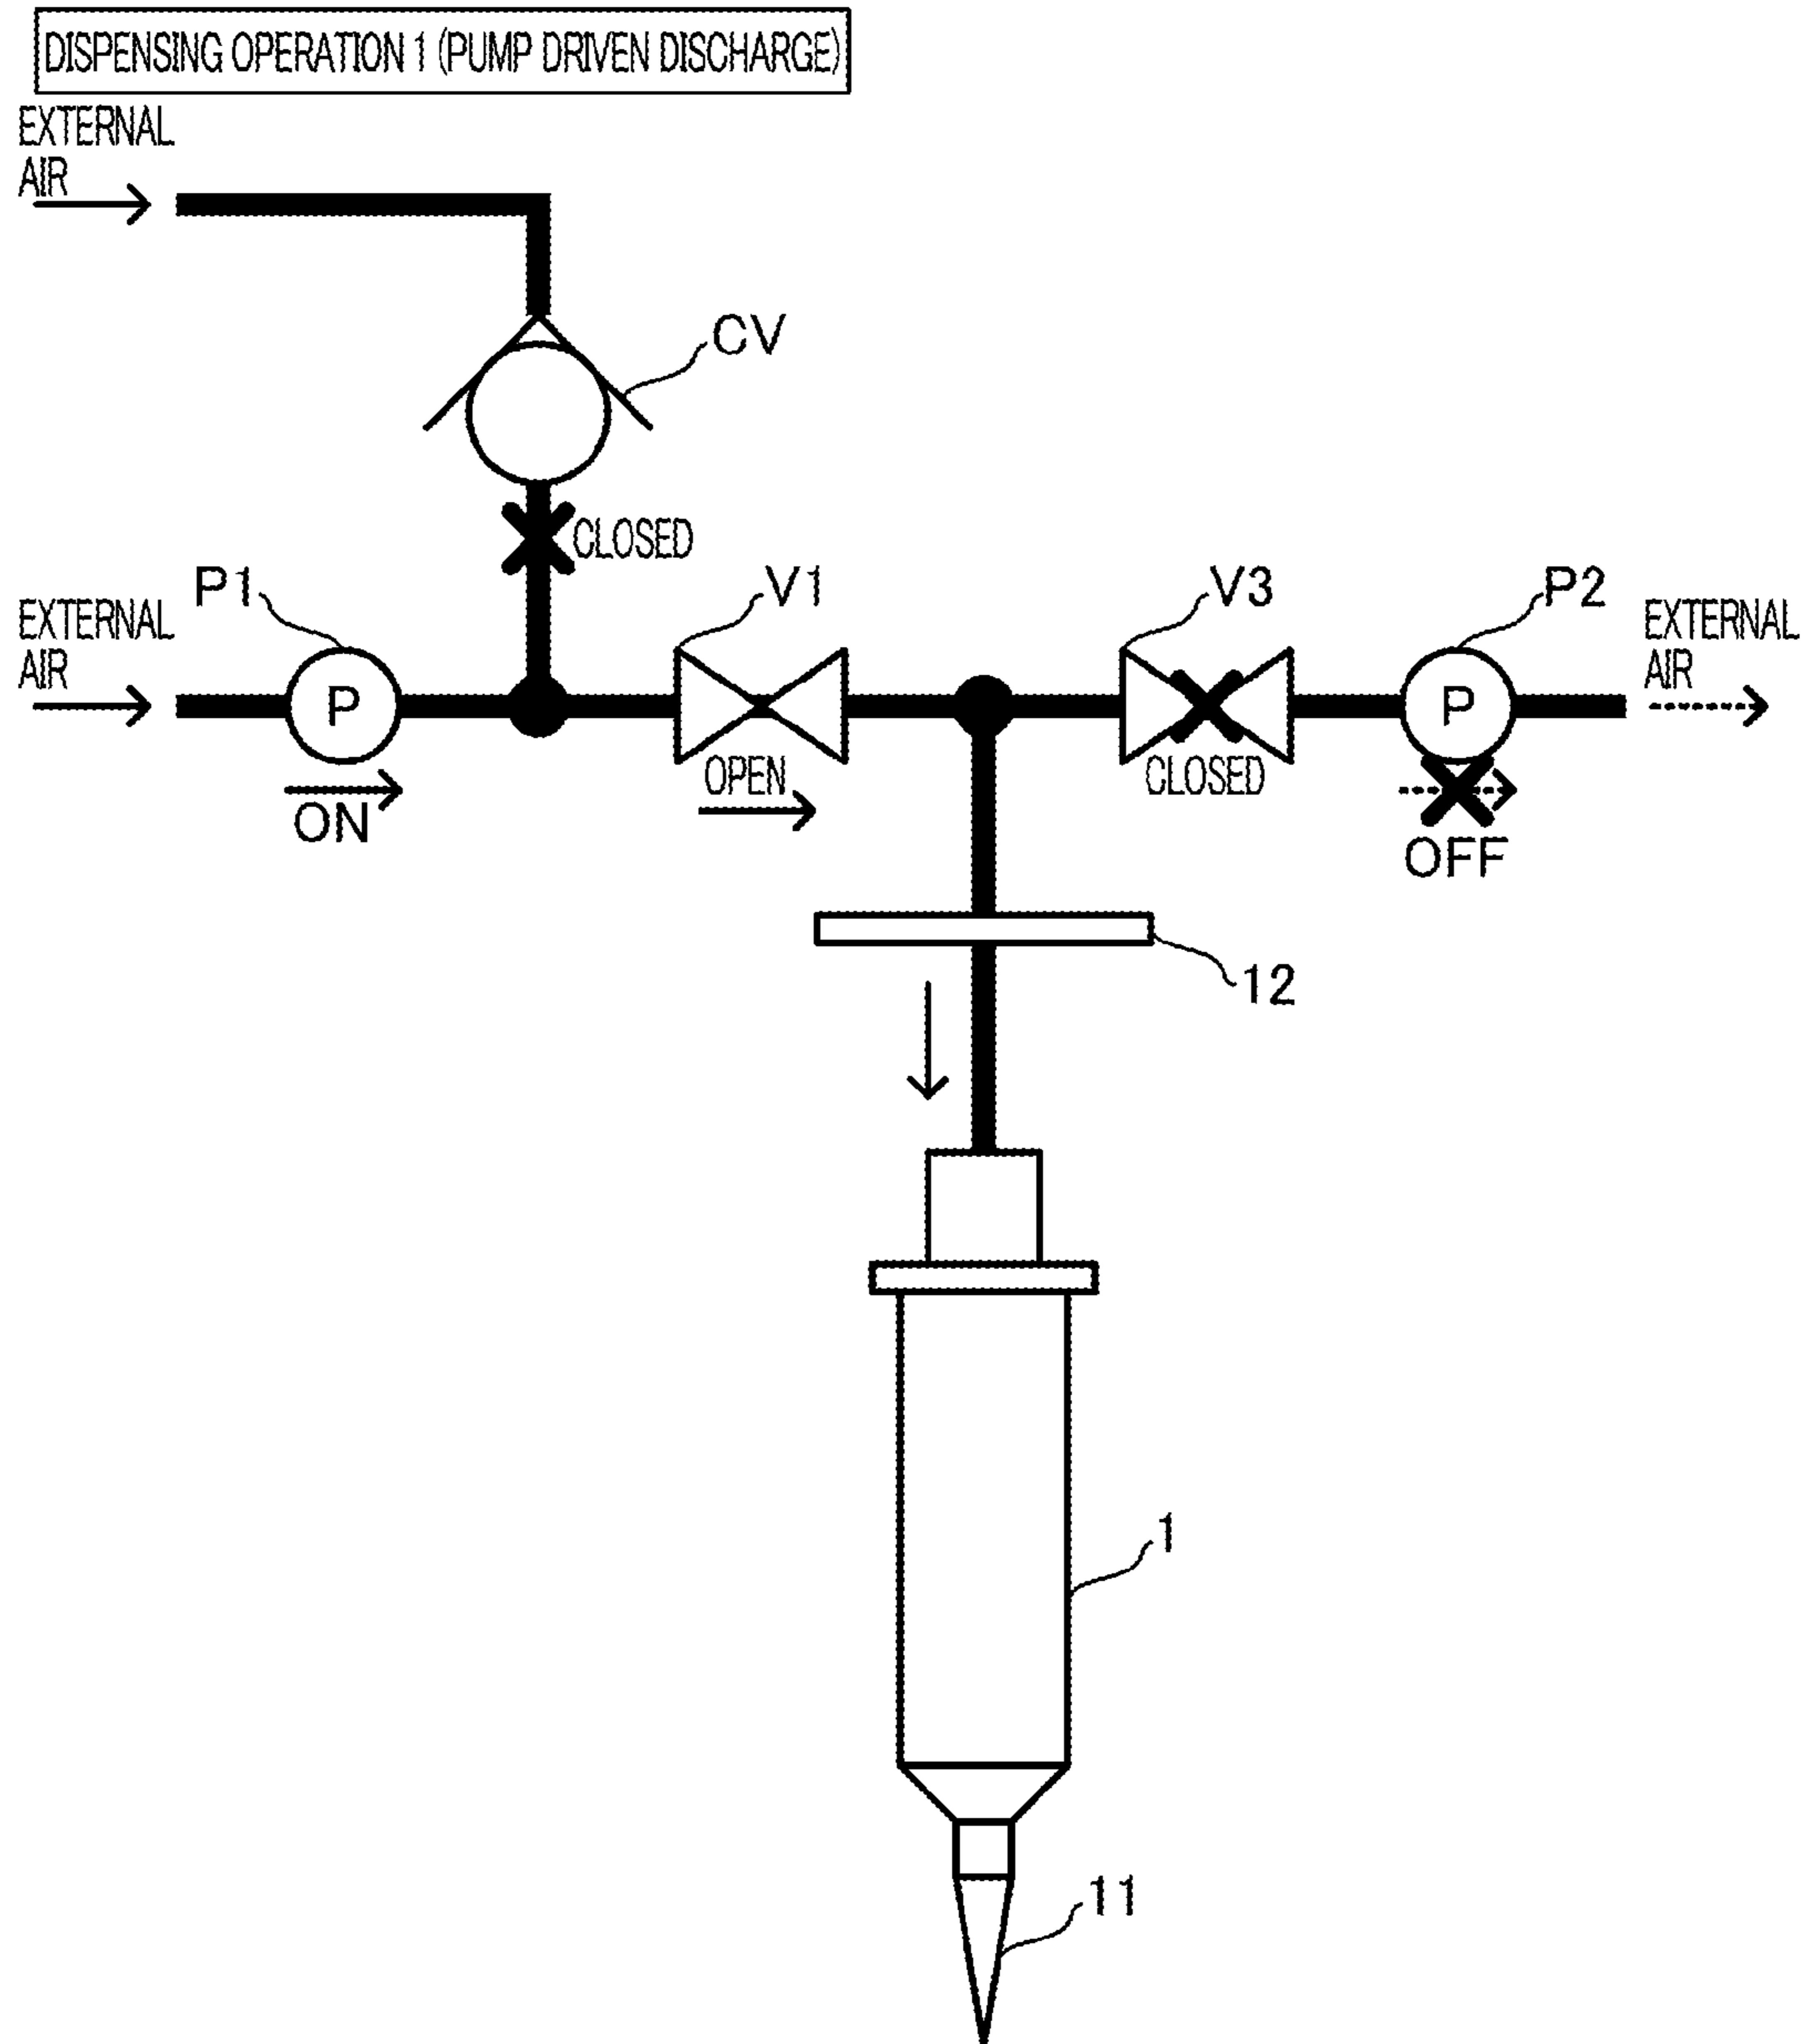 DISPENSING OPERATION 1 (PUMP DRIVEN DISCHARGE)
EXTERNAL
AIR
CV
CLOSED
P1
V1
V3
P2
EXTERNAL
AIR
EXTERNAL
AIR
P
P
OPEN
CLOSED
ON
OFF
12
1
11